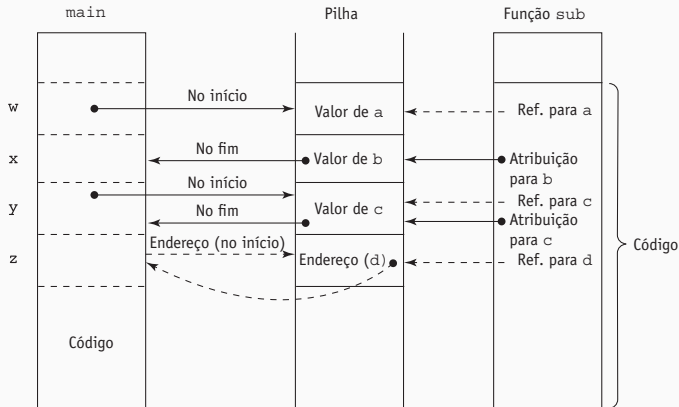 main
Pilha
Função sub
w
No início
Valor de a
Ref. para a
x
No fim
Valor de b
Atribuição
para b
y
No início
No fim
Valor de c
Ref. para c
Atribuição
para c
z
Endereço (no início)
Endereço (d)
Ref. para d
Código
Código